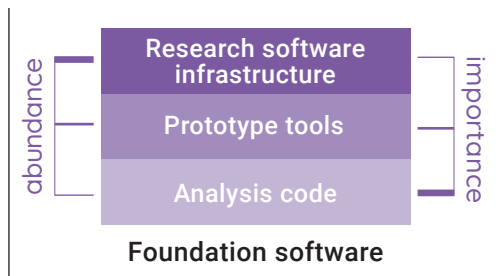 abundance
Research software
infrastructure
Prototype tools
Analysis code
importance
Foundation software